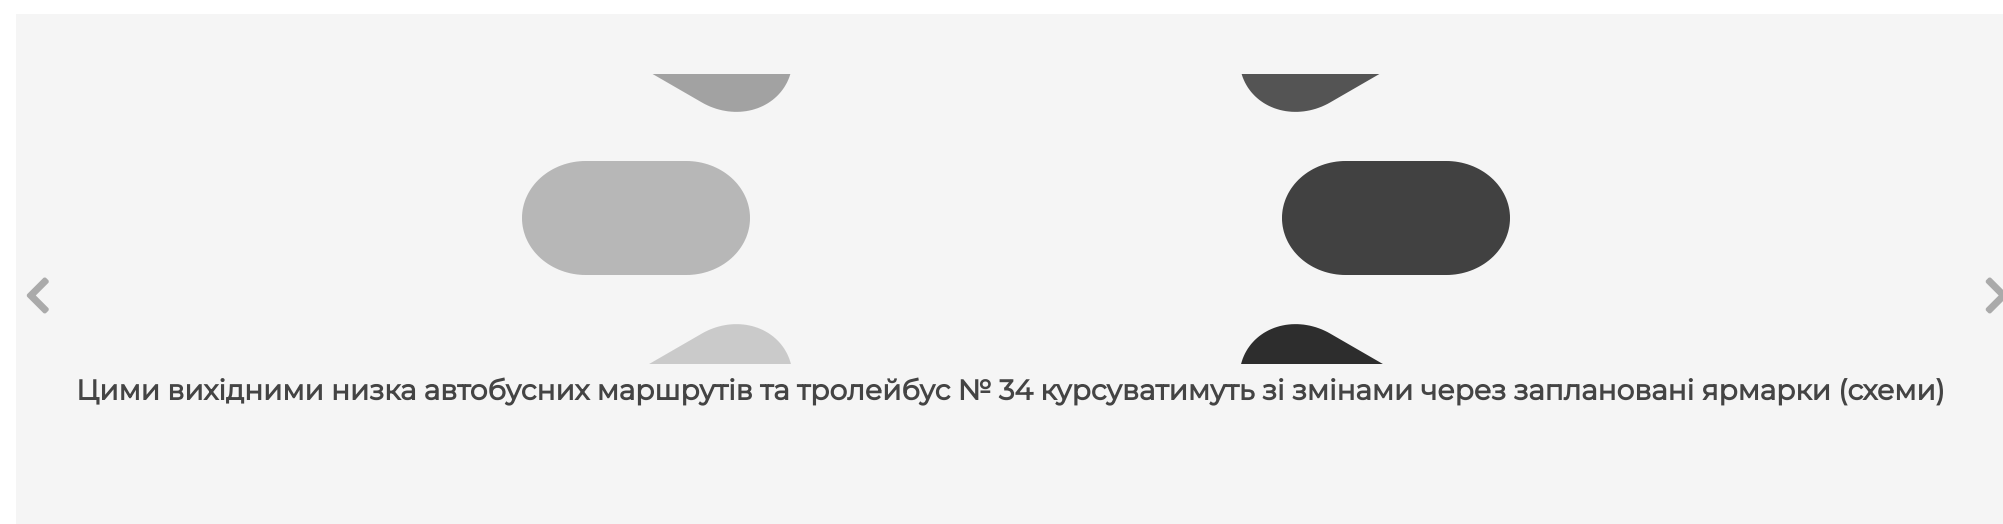 Цими вихідними низка автобусних маршрутів та тролейбус № 34 курсуватимуть зі змінами через заплановані ярмарки (схеми)